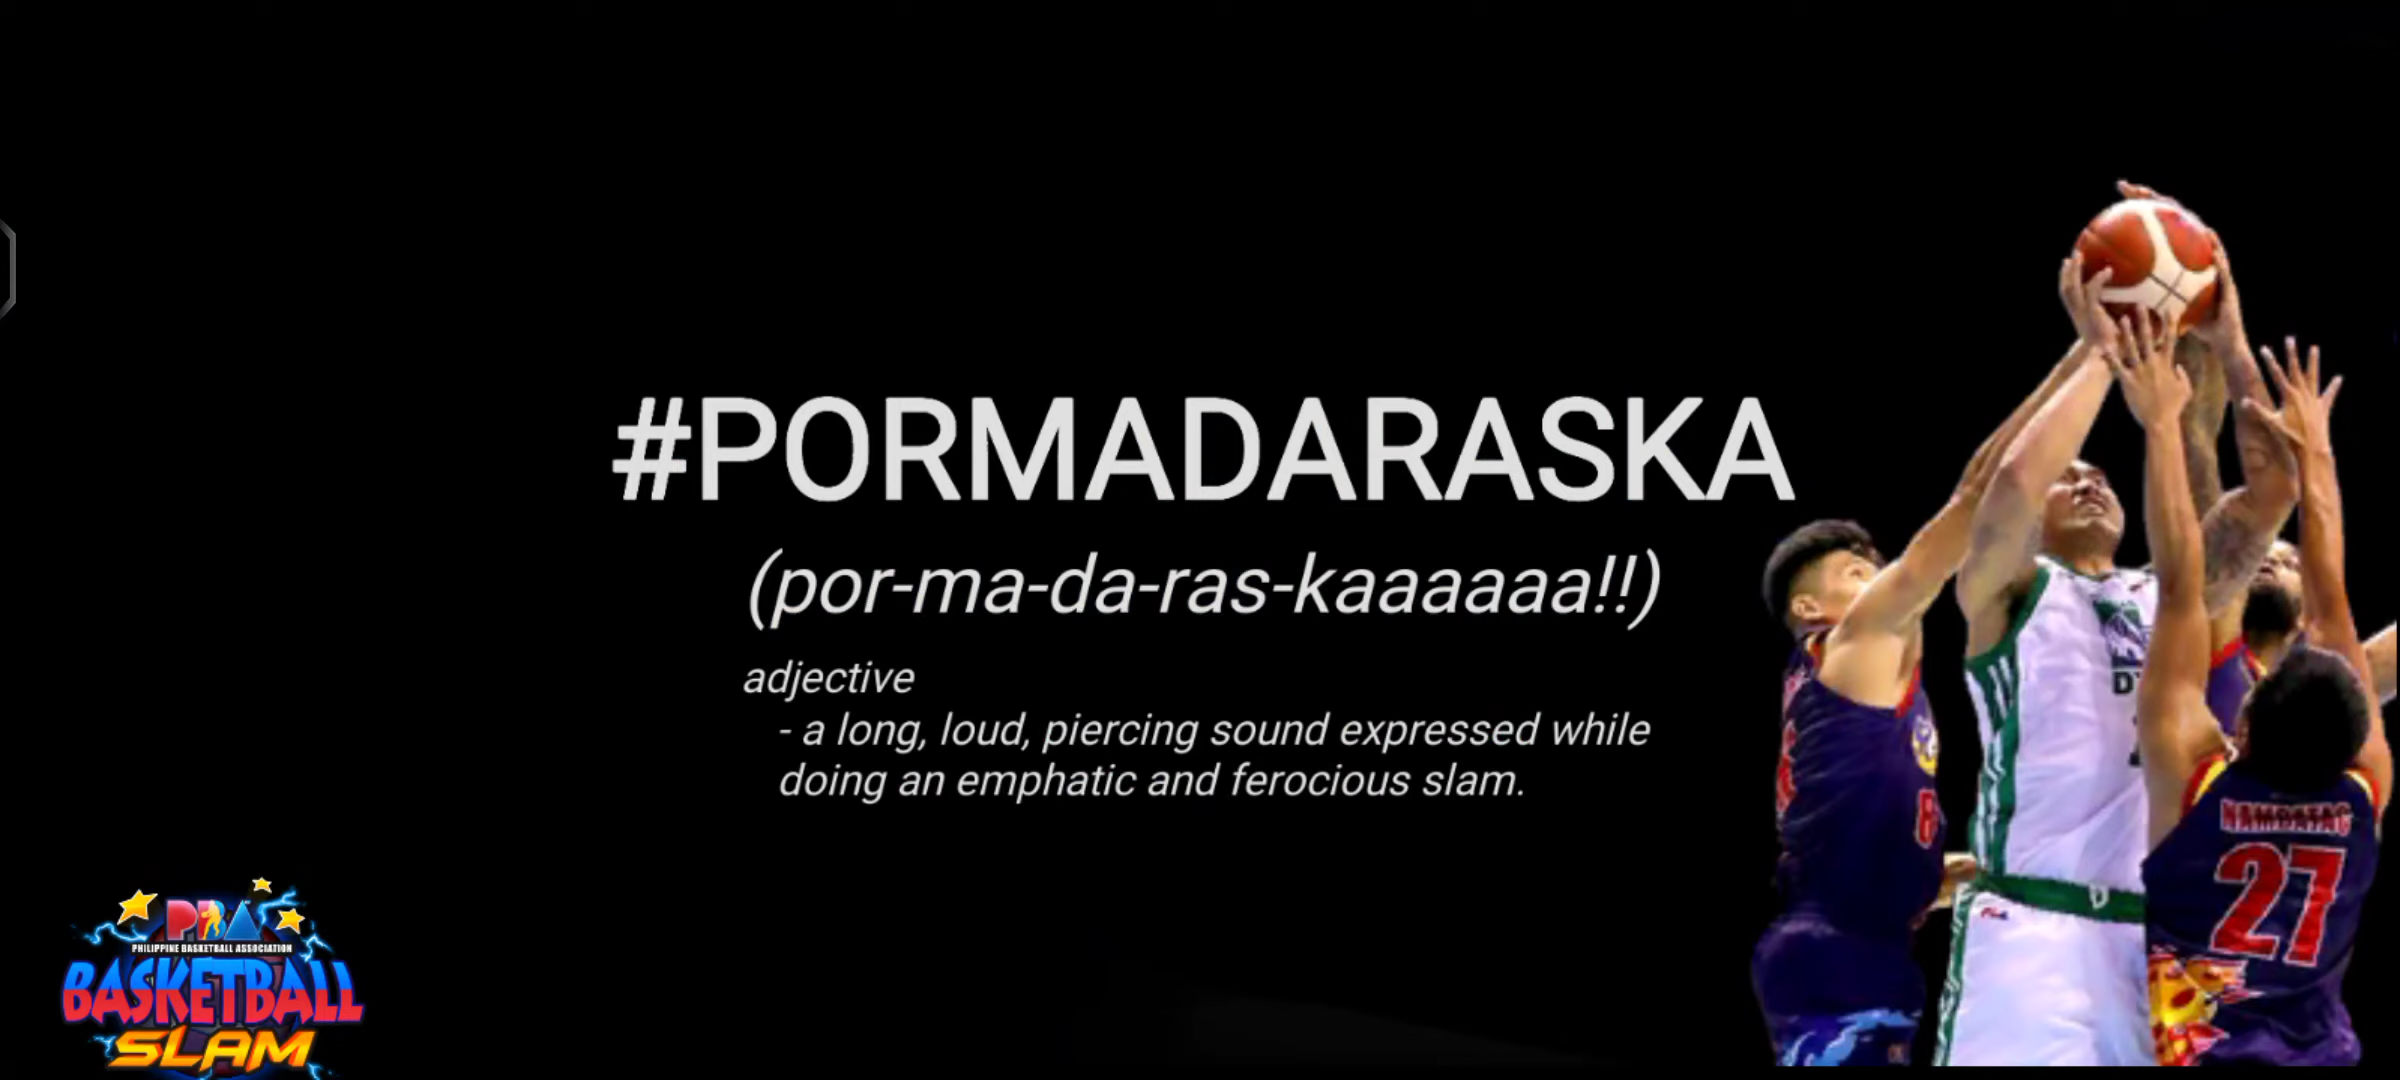 #PORMADARASKA
(por-ma-da-ras-kaaaaaa!!)
adjective
- a long, loud, piercing sound expressed while
doing an emphatic and ferocious slam.
PBA
PHILIPPINE BASKETBALL ASSOCIATION
BASKETBALL
SLAM
8
NAMBATAC
27